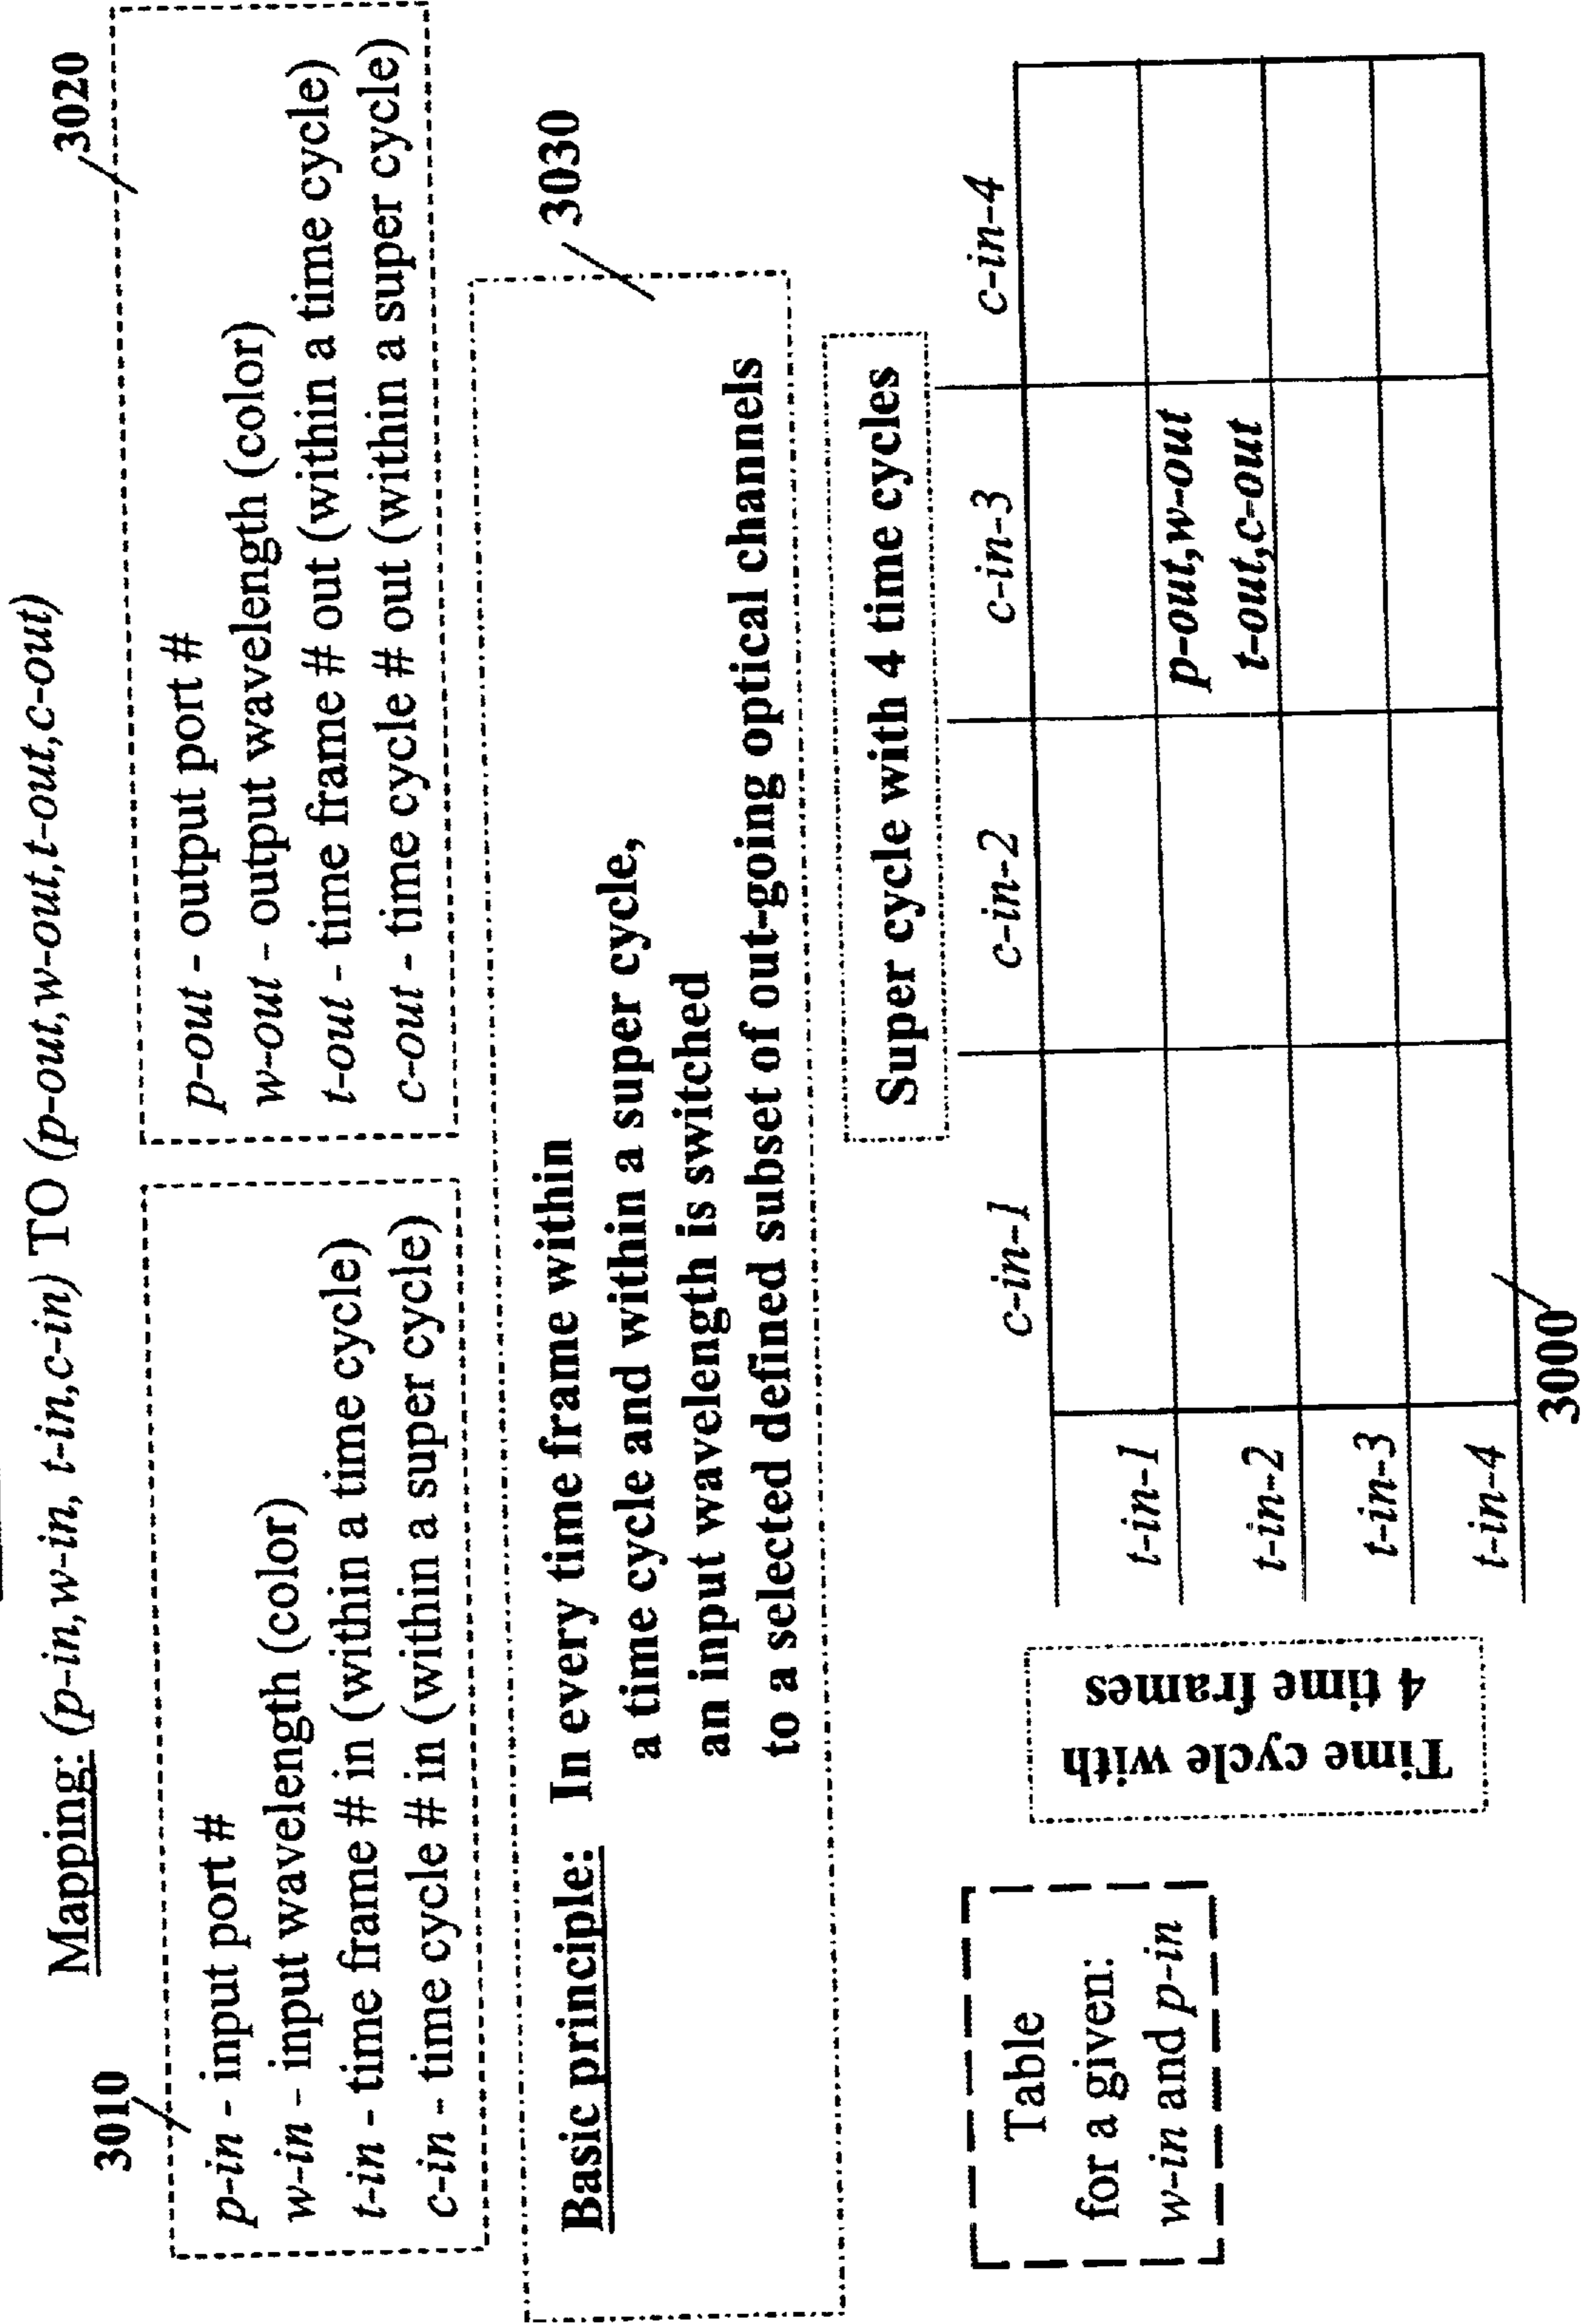 Mapping: (p-in,w-in, t-in,c-in) TO (p-out,w-out,t-out,c-out)
3010
p-in - input port #
w-in - input wavelength (color)
t-in - time frame # in (within a time cycle)
c-in - time cycle # in (within a super cycle)
3020
p-out - output port #
w-out - output wavelength (color)
t-out - time frame # out (within a time cycle)
c-out - time cycle # out (within a super cycle)
3030
Basic principle: In every time frame within
a time cycle and within a super cycle,
an input wavelength is switched
to a selected defined subset of out-going optical channels
Table
for a given:
w-in and p-in
Super cycle with 4 time cycles
Time cycle with
4 time frames
c-in-1 c-in-2 c-in-3 c-in-4
t-in-1
t-in-2 p-out,w-out
t-out,c-out
t-in-3
t-in-4
3000